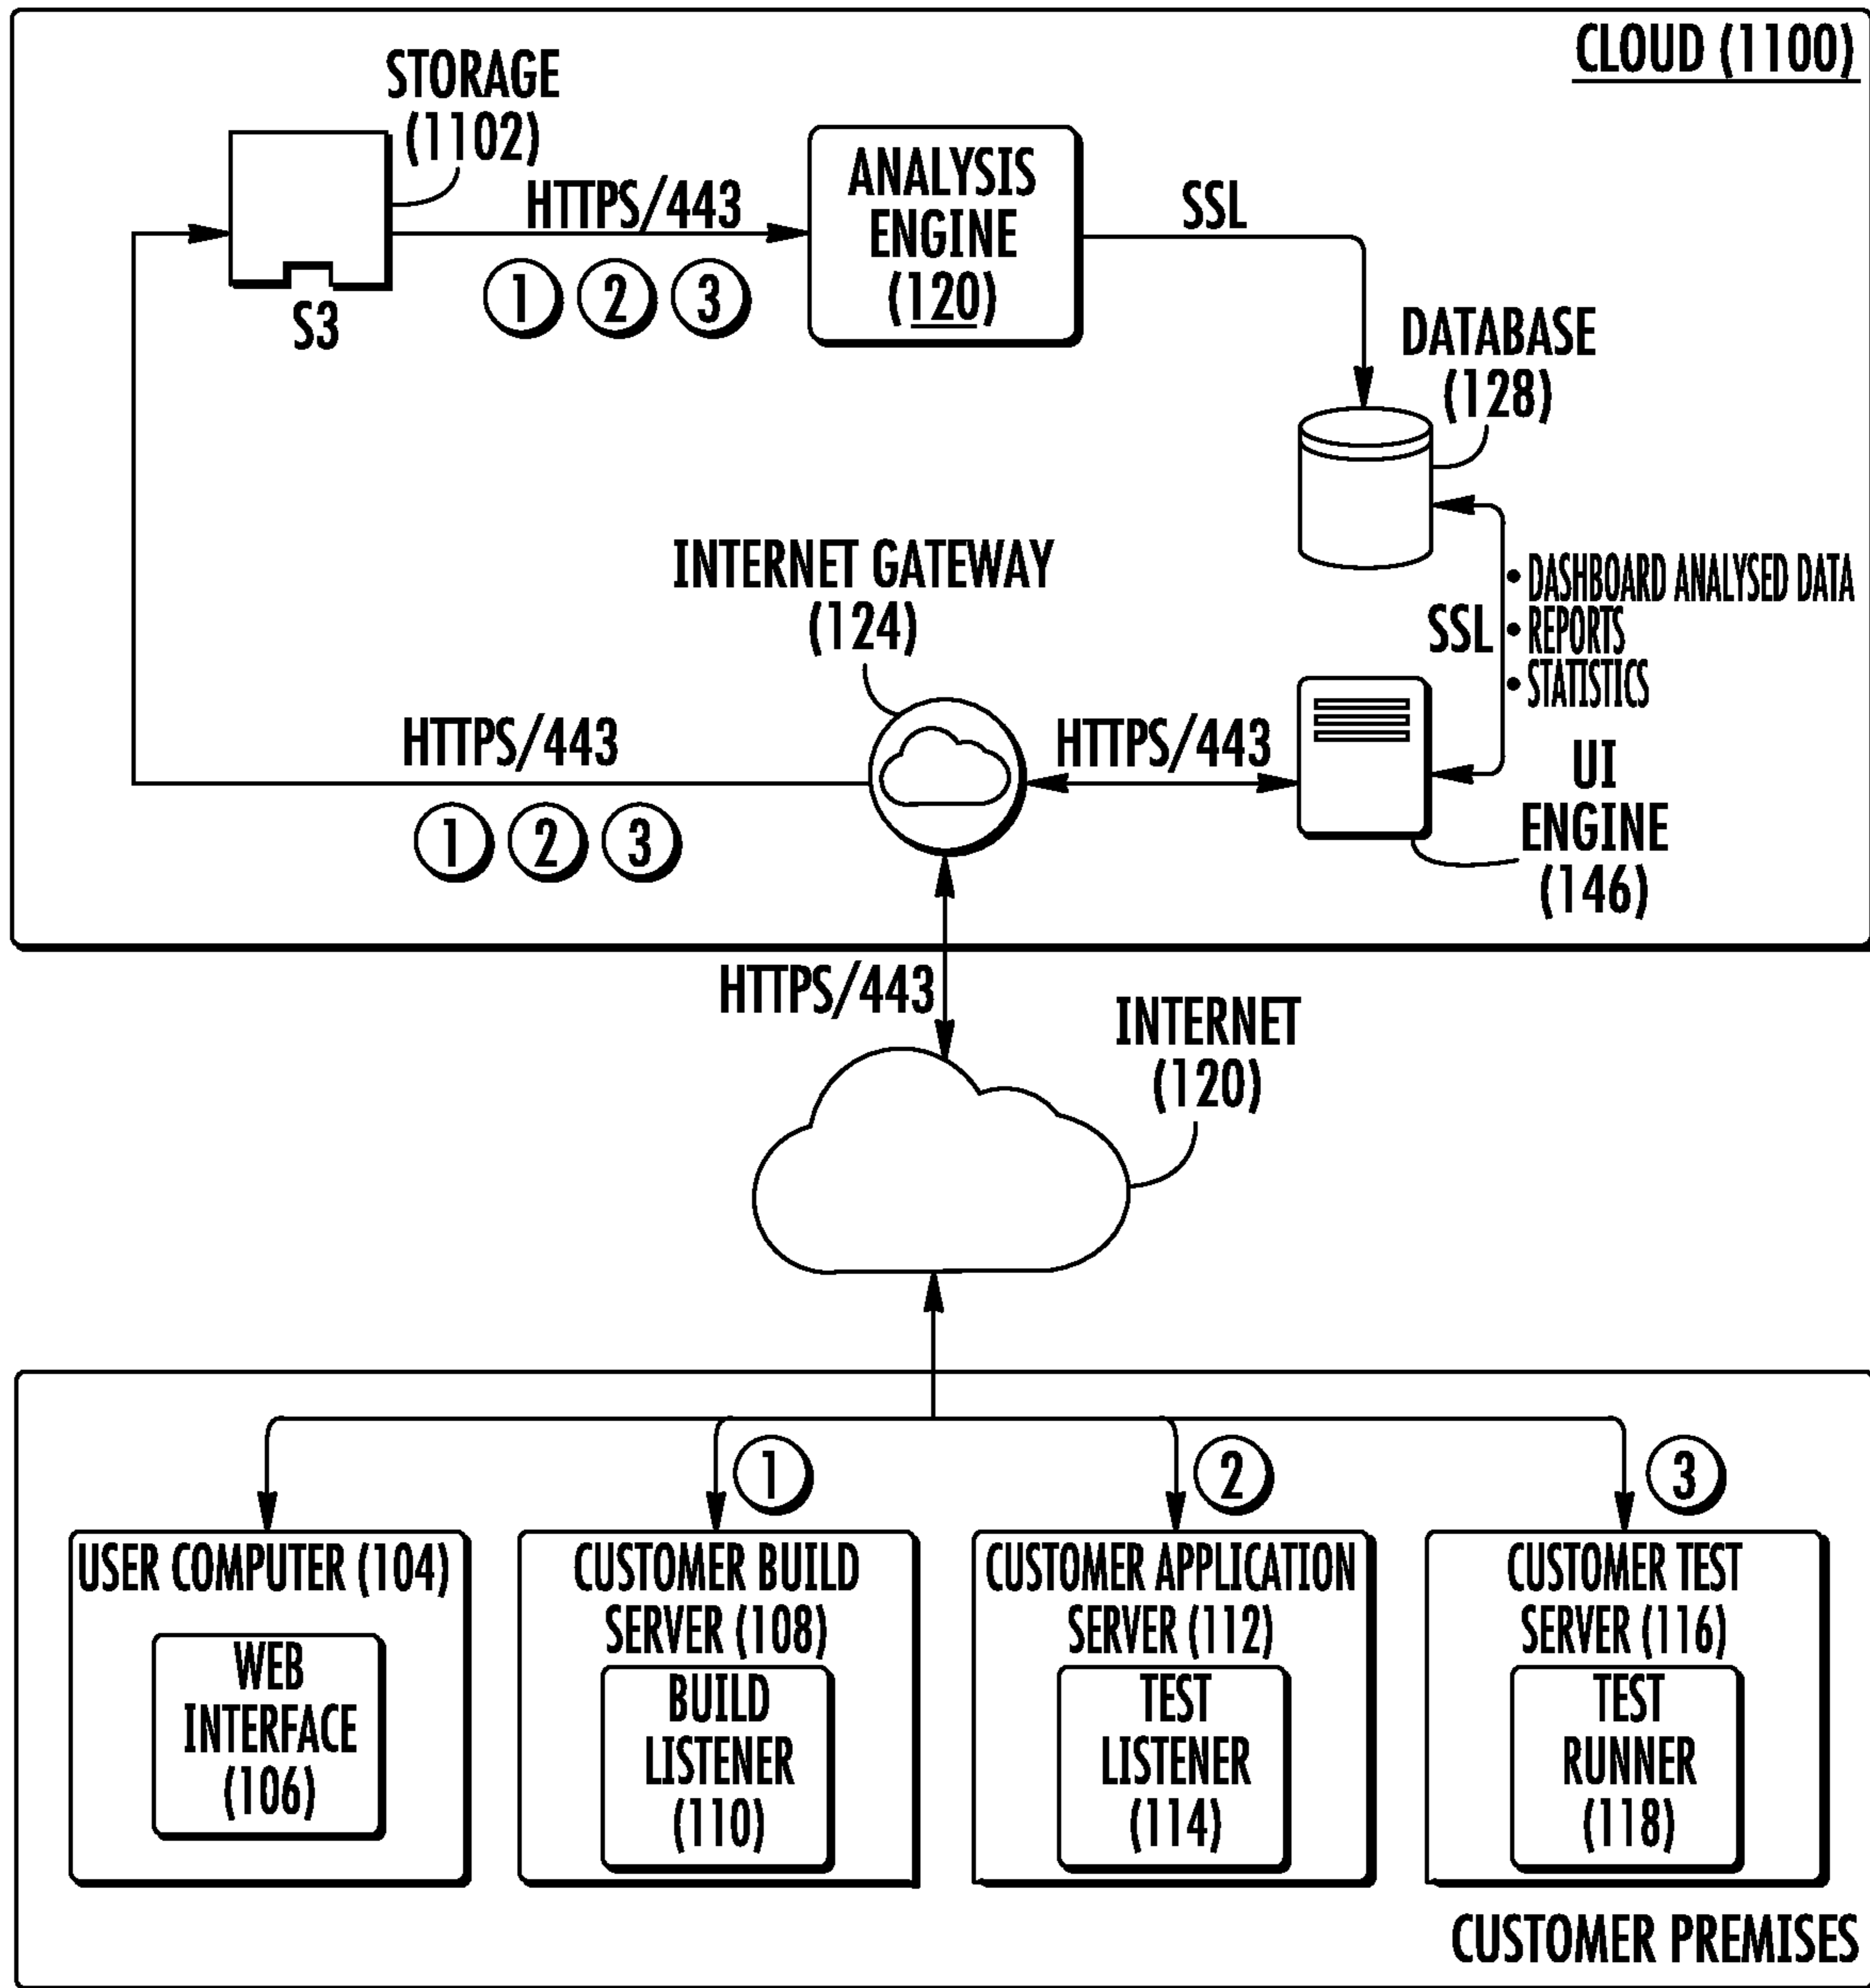 CLOUD (1100)
STORAGE
(1102)
HTTPS/443
1 2 3
S3
ANALYSIS
ENGINE
(120)
SSL
DATABASE
(128)
INTERNET GATEWAY
(124)
SSL
• DASHBOARD ANALYSED DATA
• REPORTS
• STATISTICS
HTTPS/443
1 2 3
HTTPS/443
UI
ENGINE
(146)
HTTPS/443
INTERNET
(120)
1
2
3
USER COMPUTER (104)
WEB
INTERFACE
(106)
CUSTOMER BUILD
SERVER (108)
BUILD
LISTENER
(110)
CUSTOMER APPLICATION
SERVER (112)
TEST
LISTENER
(114)
CUSTOMER TEST
SERVER (116)
TEST
RUNNER
(118)
CUSTOMER PREMISES